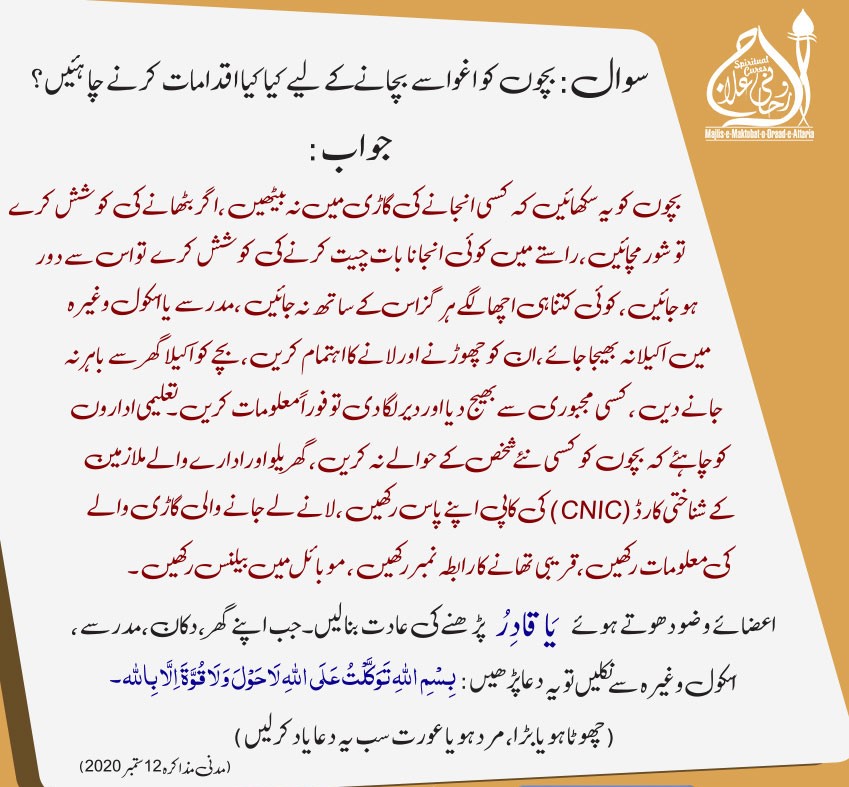 Spiritual Cures
روحانی علاج
Majlis-e-Maktobat-o-Oraad-e-Attaria
سوال: بچوں کو اغوا سے بچانے کے لیے کیا کیا اقدامات کرنے چاہئیں؟
جواب:
بچوں کو یہ سکھائیں کہ کسی انجانے کی گاڑی میں نہ بیٹھیں، اگر بٹھانے کی کوشش کرے
تو شور مچائیں، راستے میں کوئی انجانا بات چیت کرنے کی کوشش کرے تو اس سے دور
ہو جائیں، کوئی کتنا ہی اچھا لگے ہرگز اس کے ساتھ نہ جائیں، مدرسے یا اسکول وغیرہ
میں اکیلا نہ بھیجا جائے، ان کو چھوڑنے اور لانے کا اہتمام کریں، بچے کو اکیلا گھر سے باہر نہ
جانے دیں، کسی مجبوری سے بھیج دیا اور دیر لگا دی تو فوراً معلومات کریں۔ تعلیمی اداروں
کو چاہئے کہ بچوں کو کسی نئے شخص کے حوالے نہ کریں، گھریلو اور ادارے والے ملازمین
کے شناختی کارڈ (CNIC) کی کاپی اپنے پاس رکھیں، لانے لے جانے والی گاڑی والے
کی معلومات رکھیں، قریبی تھانے کا رابطہ نمبر رکھیں، موبائل میں بیلنس رکھیں۔
اعضائے وضو دھوتے ہوئے یَا قَادِرُ پڑھنے کی عادت بنالیں۔ جب اپنے گھر، دکان، مدرسے،
اسکول وغیرہ سے نکلیں تو یہ دعا پڑھیں: بِسْمِ اللهِ تَوَكَّلْتُ عَلَى اللهِ لَا حَوْلَ وَلَا قُوَّةَ اِلَّا بِالله۔
(چھوٹا ہو یا بڑا، مرد ہو یا عورت سب یہ دعا یاد کرلیں)
(مدنی مذاکرہ 12 ستمبر 2020)